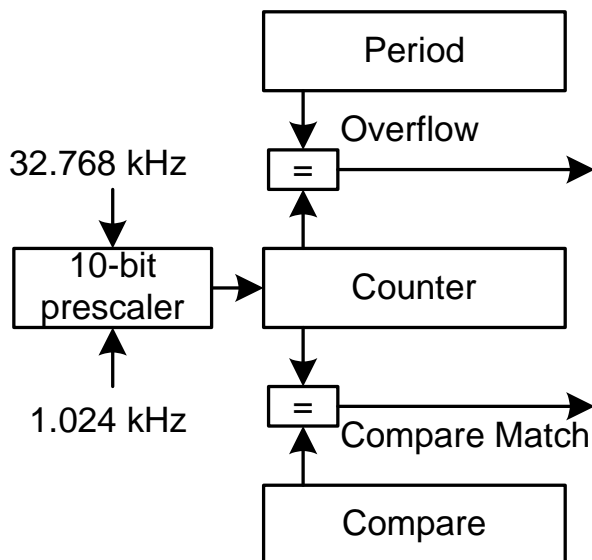 Period
Overflow
=
32.768 kHz
10-bit
prescaler
Counter
1.024 kHz
=
Compare Match
Compare